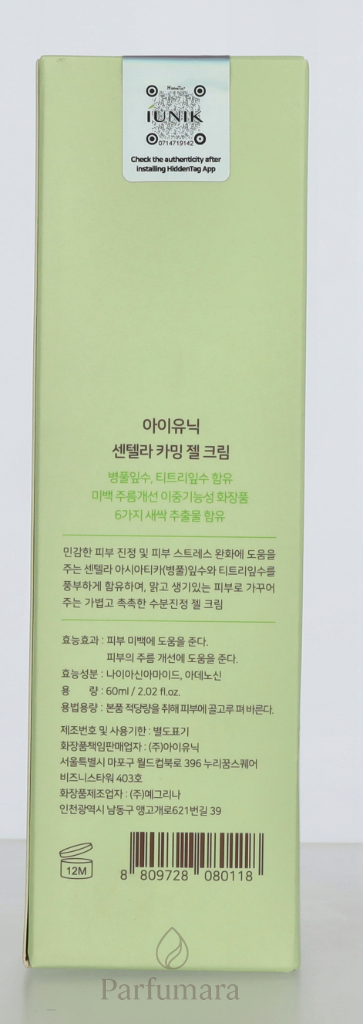 HiddenTag
iUNIK
0714719142
Check the authenticity after
installing HiddenTag App
아이유닉
센텔라 카밍 젤 크림
병풀잎수, 티트리잎수 함유
미백 주름개선 이중기능성 화장품
6가지 새싹 추출물 함유
민감한 피부 진정 및 피부 스트레스 완화에 도움을
주는 센텔라 아시아티카(병풀)잎수와 티트리잎수를
풍부하게 함유하여, 맑고 생기있는 피부로 가꾸어
주는 가볍고 촉촉한 수분진정 젤 크림
효능효과 : 피부 미백에 도움을 준다.
피부의 주름 개선에 도움을 준다.
효능성분 : 나이아신아마이드, 아데노신
용 량 : 60ml / 2.02 fl.oz.
용법용량 : 본품 적당량을 취해 피부에 골고루 펴 바른다.
제조번호 및 사용기한 : 별도표기
화장품책임판매업자 : (주)아이유닉
서울특별시 마포구 월드컵북로 396 누리꿈스퀘어
비즈니스타워 403호
화장품제조업자 : (주)예그리나
인천광역시 남동구 앵고개로621번길 39
12M
8 809728 080118
Parfumara